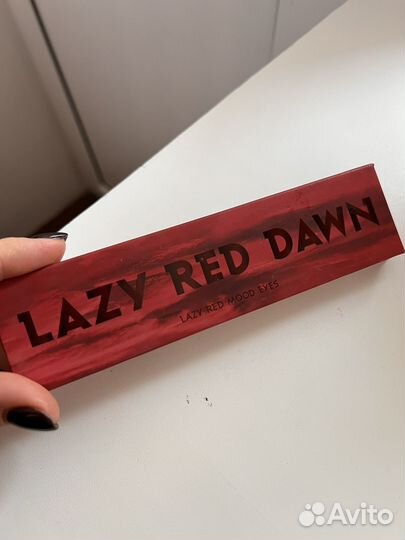 LAZY RED DAWN
LAZY RED MOOD EYES
Avito